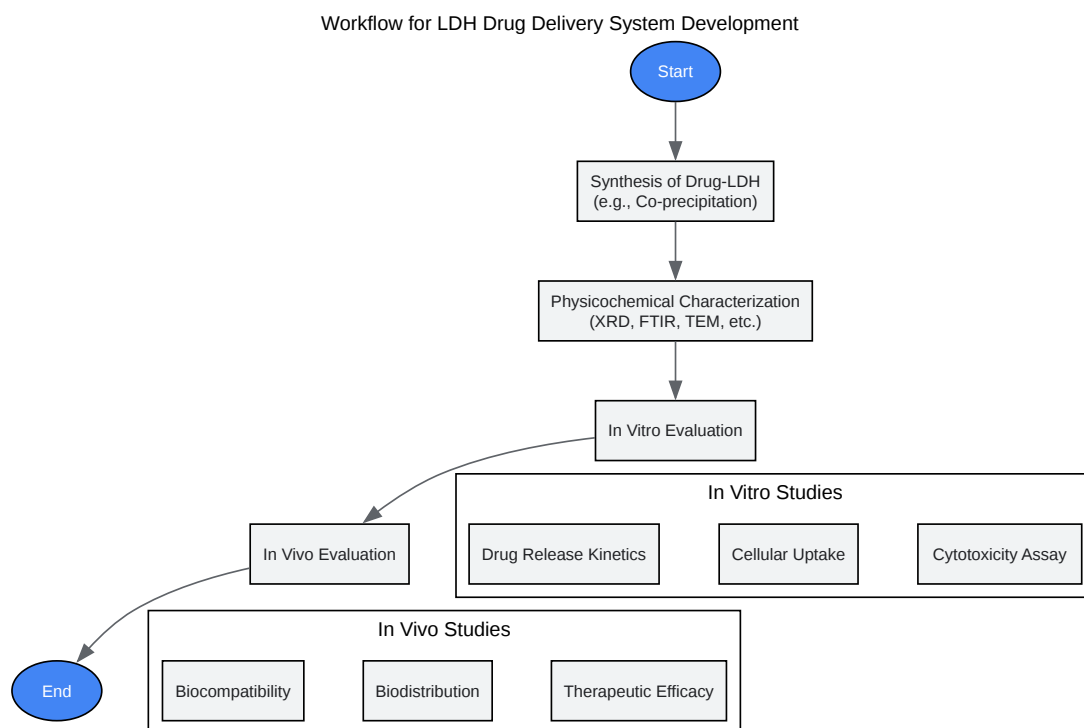 Workflow for LDH Drug Delivery System Development
Start
Synthesis of Drug-LDH
(e.g., Co-precipitation)
Physicochemical Characterization
(XRD, FTIR, TEM, etc.)
In Vitro Evaluation
In Vitro Studies
In Vivo Evaluation
Drug Release Kinetics
Cellular Uptake
Cytotoxicity Assay
In Vivo Studies
End
Biocompatibility
Biodistribution
Therapeutic Efficacy